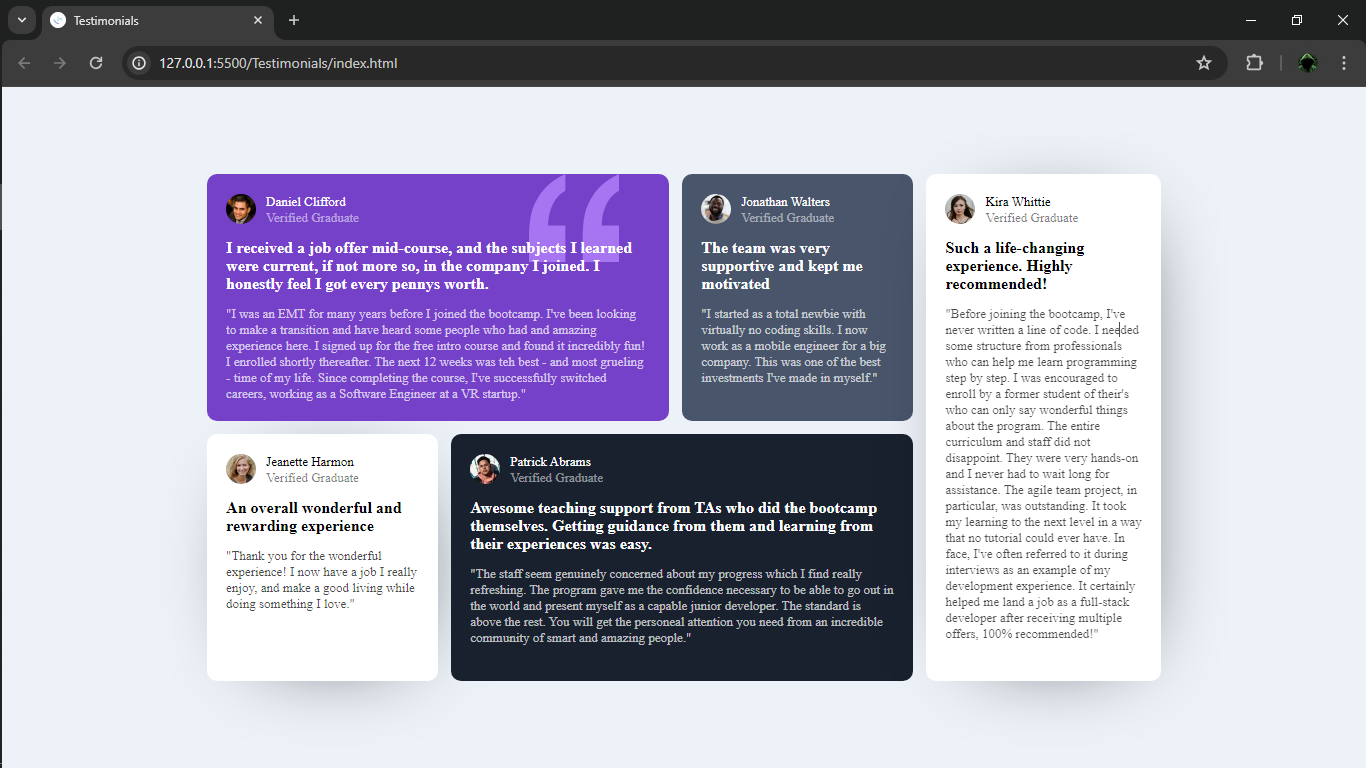 Testimonials
127.0.0.1:5500/Testimonials/index.html
Daniel Clifford
Verified Graduate
I received a job offer mid-course, and the subjects I learned
were current, if not more so, in the company I joined. I
honestly feel I got every pennys worth.
"I was an EMT for many years before I joined the bootcamp. I've been looking
to make a transition and have heard some people who had and amazing
experience here. I signed up for the free intro course and found it incredibly fun!
I enrolled shortly thereafter. The next 12 weeks was teh best - and most grueling
- time of my life. Since completing the course, I've successfully switched
careers, working as a Software Engineer at a VR startup."
Jonathan Walters
Verified Graduate
The team was very
supportive and kept me
motivated
"I started as a total newbie with
virtually no coding skills. I now
work as a mobile engineer for a big
company. This was one of the best
investments I've made in myself."
Kira Whittie
Verified Graduate
Such a life-changing
experience. Highly
recommended!
"Before joining the bootcamp, I've
never written a line of code. I needed
some structure from professionals
who can help me learn programming
step by step. I was encouraged to
enroll by a former student of their's
who can only say wonderful things
about the program. The entire
curriculum and staff did not
disappoint. They were very hands-on
and I never had to wait long for
assistance. The agile team project, in
particular, was outstanding. It took
my learning to the next level in a way
that no tutorial could ever have. In
face, I've often referred to it during
interviews as an example of my
development experience. It certainly
helped me land a job as a full-stack
developer after receiving multiple
offers, 100% recommended!"
Jeanette Harmon
Verified Graduate
An overall wonderful and
rewarding experience
"Thank you for the wonderful
experience! I now have a job I really
enjoy, and make a good living while
doing something I love."
Patrick Abrams
Verified Graduate
Awesome teaching support from TAs who did the bootcamp
themselves. Getting guidance from them and learning from
their experiences was easy.
"The staff seem genuinely concerned about my progress which I find really
refreshing. The program gave me the confidence necessary to be able to go out in
the world and present myself as a capable junior developer. The standard is
above the rest. You will get the personeal attention you need from an incredible
community of smart and amazing people."